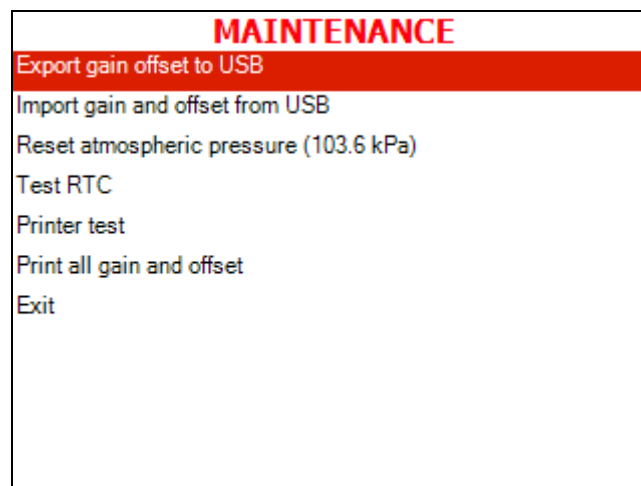 MAINTENANCE
Export gain offset to USB
Import gain and offset from USB
Reset atmospheric pressure (103.6 kPa)
Test RTC
Printer test
Print all gain and offset
Exit